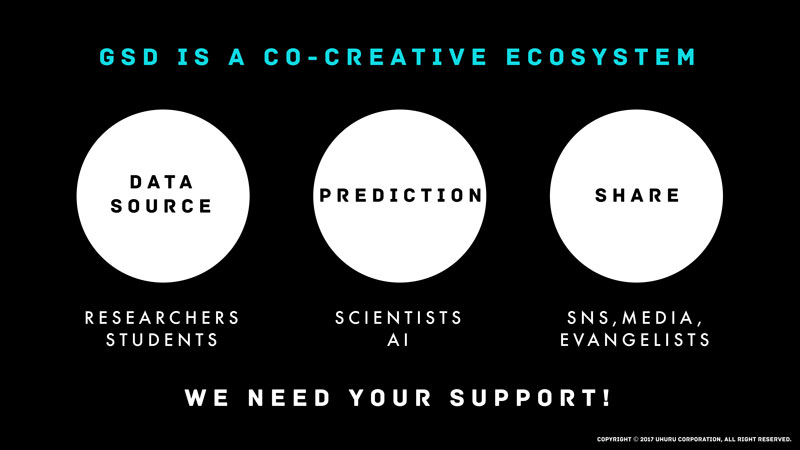 GSD IS A CO-CREATIVE ECOSYSTEM
DATA
SOURCE
PREDICTION
SHARE
RESEARCHERS
STUDENTS
SCIENTISTS
AI
SNS,MEDIA,
EVANGELISTS
WE NEED YOUR SUPPORT!
COPYRIGHT © 2017 UHURU CORPORATION, ALL RIGHT RESERVED.